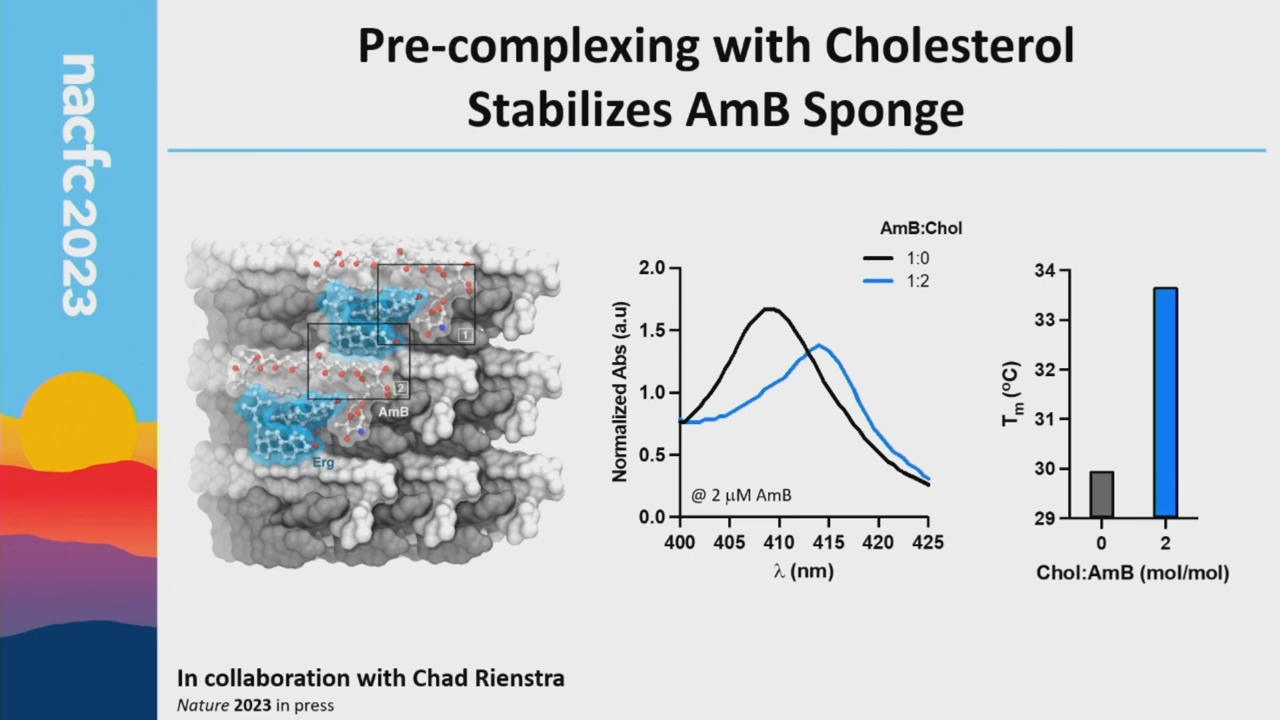 nacfc 2023
Pre-complexing with Cholesterol
Stabilizes AmB Sponge
1
2
AmB
Erg
AmB:Chol
1:0
1:2
Normalized Abs (a.u)
2.0
1.5
1.0
0.5
0.0
@ 2 μM AmB
400 405 410 415 420 425
λ (nm)
Tm (°C)
34
33
32
31
30
29
0 2
Chol:AmB (mol/mol)
In collaboration with Chad Rienstra
Nature 2023 in press